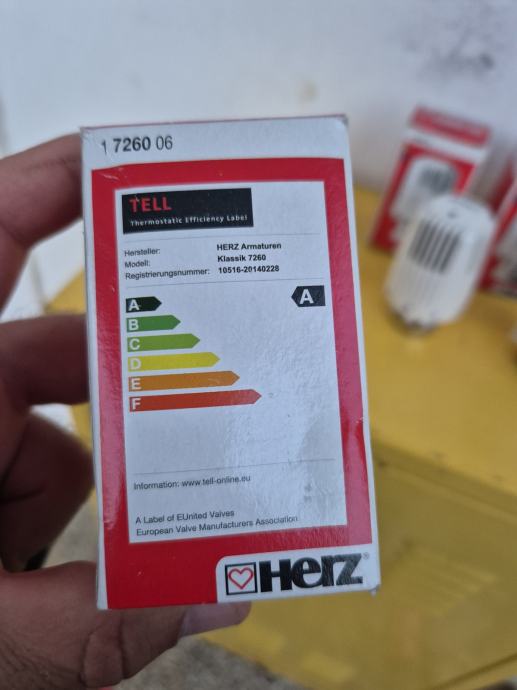 1 7260 06
TELL
Thermostatic Efficiency Label
Hersteller: HERZ Armaturen
Modell: Klassik 7260
Registrierungsnummer: 10516-20140228
A A
B
C
D
E
F
Information: www.tell-online.eu
A Label of EUnited Valves
European Valve Manufacturers Association
HERZ®